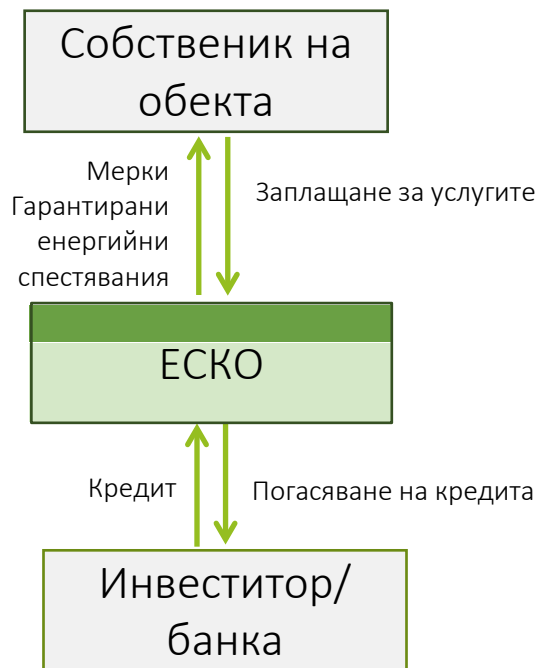 Собственик на
обекта
Мерки
Гарантирани
енергийни
спестявания
Заплащане за услугите
ЕСКО
Кредит
Погасяване на кредита
Инвеститор/
банка